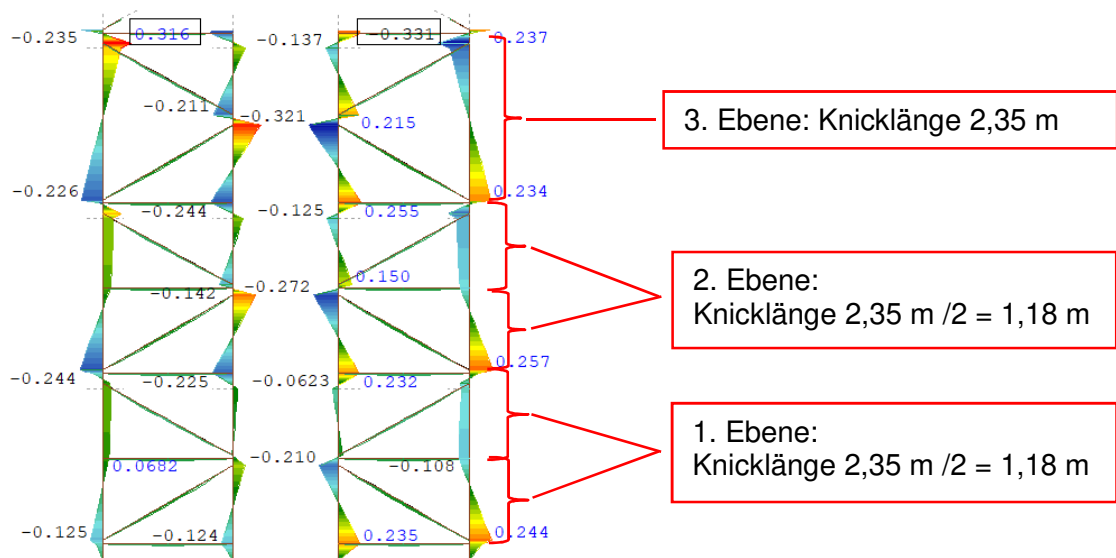 -0.235 0.316 -0.137 -0.331 0.237
-0.211 -0.321 0.215
3. Ebene: Knicklänge 2,35 m
-0.226 -0.244 -0.125 0.255 0.234
-0.142 -0.272 0.150
2. Ebene:
Knicklänge 2,35 m /2 = 1,18 m
-0.244 -0.225 -0.0623 0.232 0.257
0.0682 -0.210 -0.108
1. Ebene:
Knicklänge 2,35 m /2 = 1,18 m
-0.125 -0.124 0.235 0.244